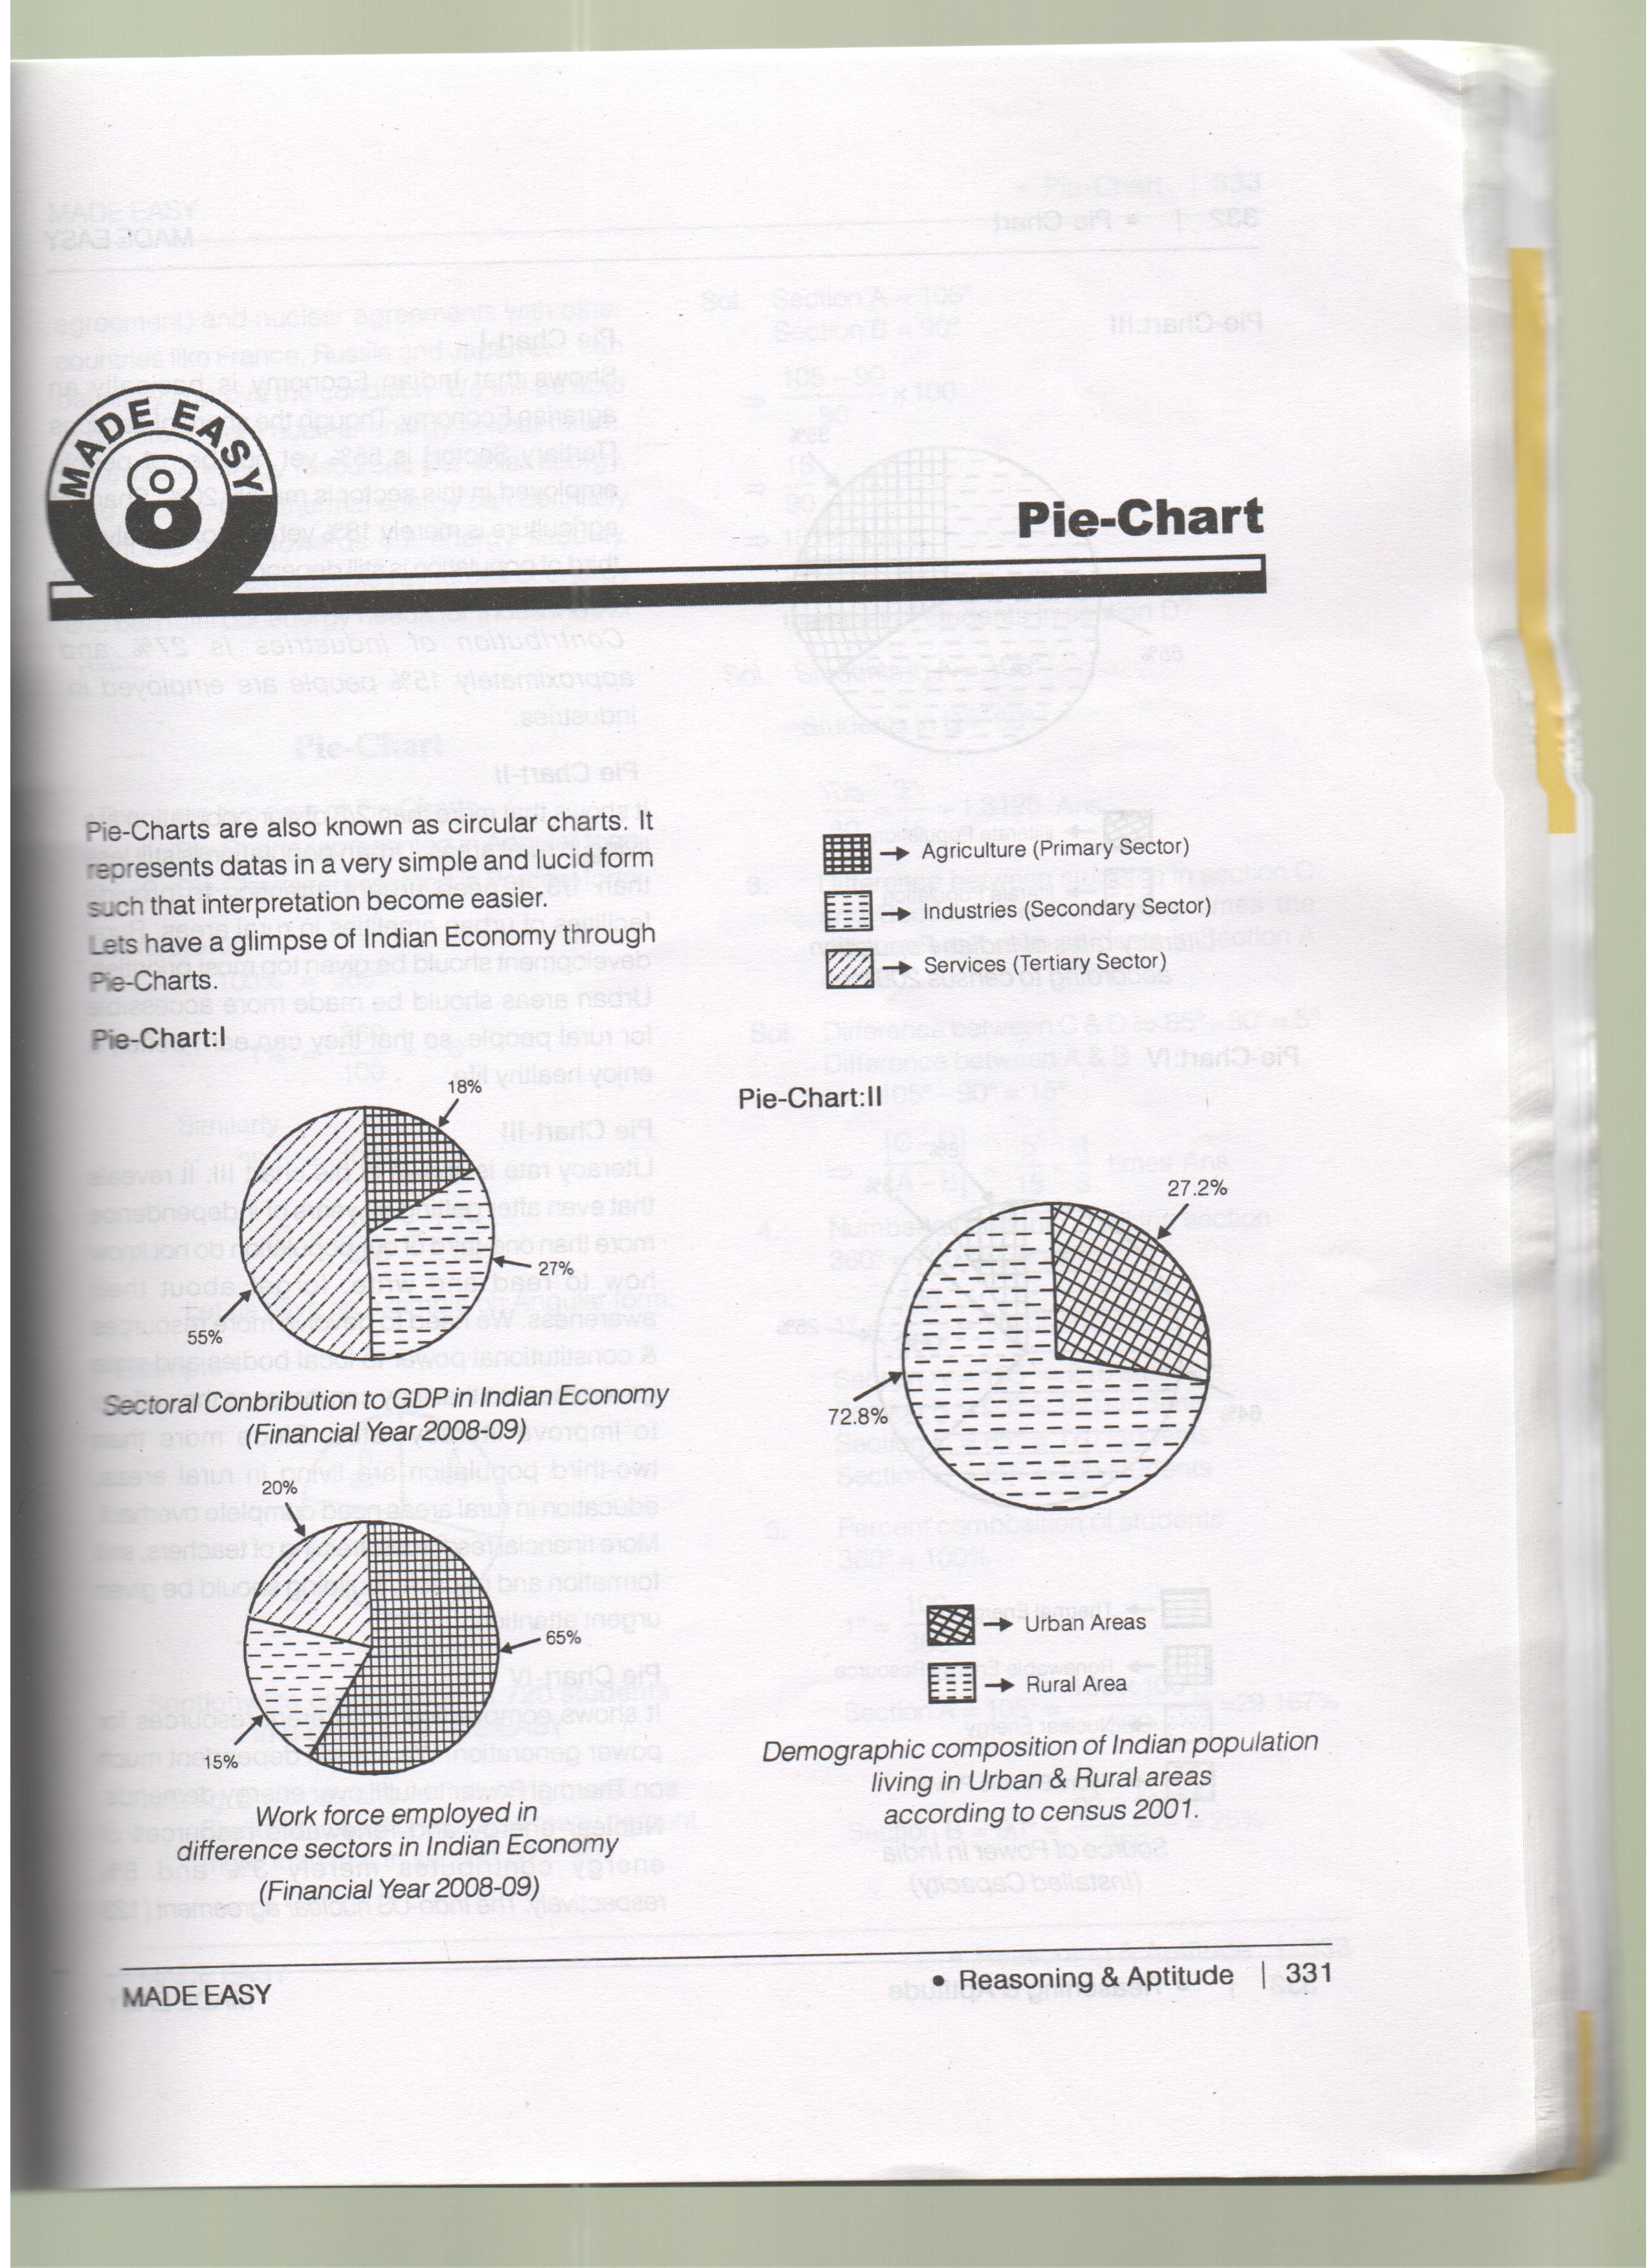 MADE EASY
8
Pie-Chart
Pie-Charts are also known as circular charts. It
represents datas in a very simple and lucid form
such that interpretation become easier.
Lets have a glimpse of Indian Economy through
Pie-Charts.
Pie-Chart:I
18%
27%
55%
Sectoral Conbribution to GDP in Indian Economy
(Financial Year 2008-09)
20%
65%
15%
Work force employed in
difference sectors in Indian Economy
(Financial Year 2008-09)
Agriculture (Primary Sector)
Industries (Secondary Sector)
Services (Tertiary Sector)
Pie-Chart:II
27.2%
72.8%
Urban Areas
Rural Area
Demographic composition of Indian population
living in Urban & Rural areas
according to census 2001.
MADE EASY
• Reasoning & Aptitude | 331